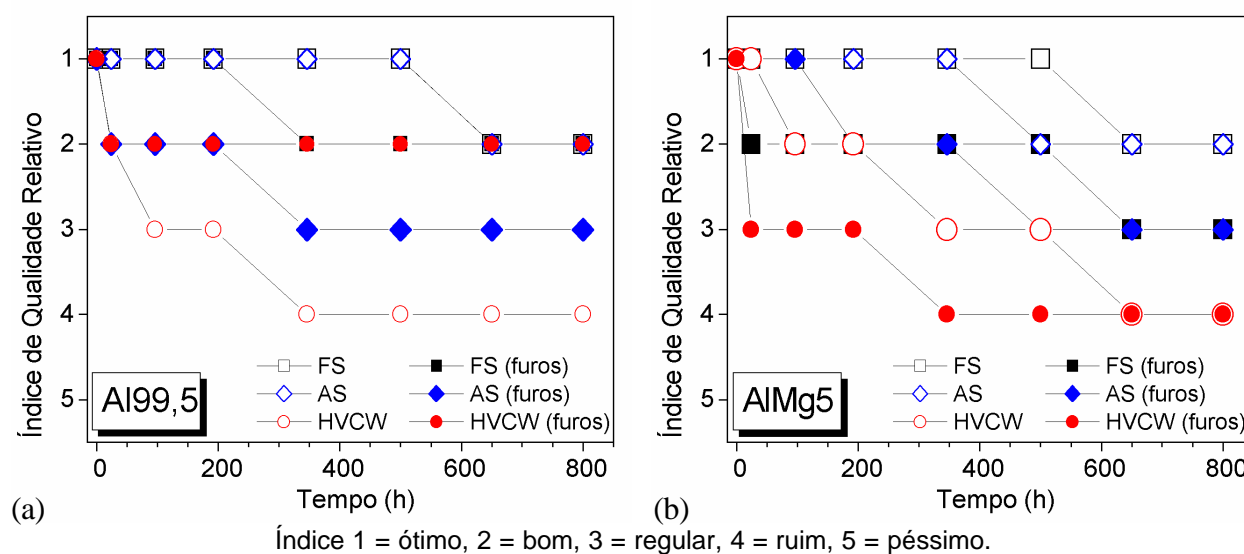 Índice de Qualidade Relativo
1
2
3
4
5
FS
FS (furos)
AS
AS (furos)
HVCW
HVCW (furos)
Al99,5
0
200
400
600
800
Tempo (h)
(a)
Índice de Qualidade Relativo
1
2
3
4
5
FS
FS (furos)
AS
AS (furos)
HVCW
HVCW (furos)
AlMg5
0
200
400
600
800
Tempo (h)
(b)
Índice 1 = ótimo, 2 = bom, 3 = regular, 4 = ruim, 5 = péssimo.